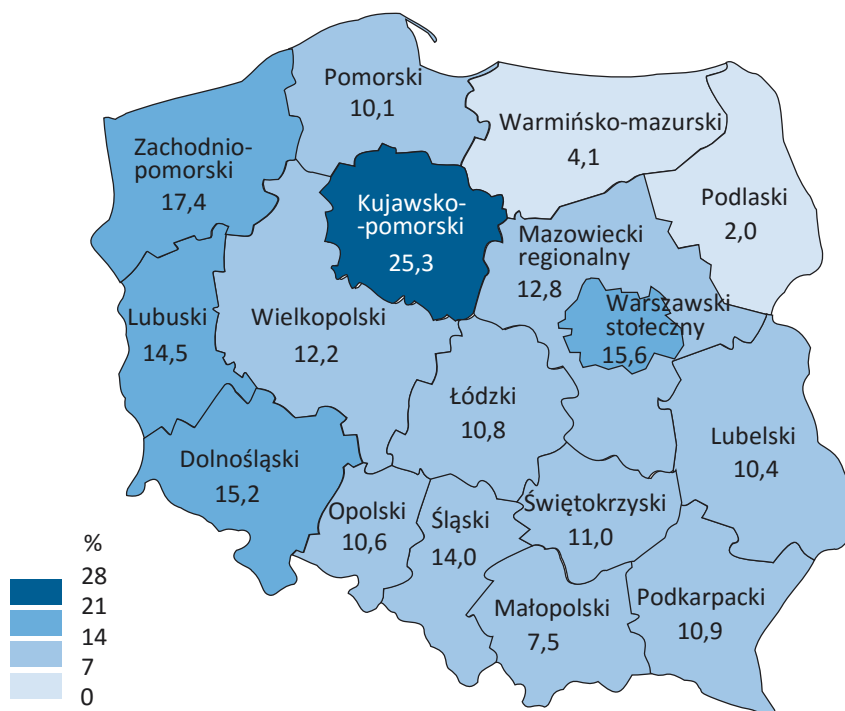 Pomorski
10,1
Warmińsko-mazurski
4,1
Zachodnio-
pomorski
17,4
Podlaski
2,0
Kujawsko-
-pomorski
25,3
Mazowiecki
regionalny
12,8
Warszawski
stołeczny
15,6
Lubuski
14,5
Wielkopolski
12,2
Łódzki
10,8
Lubelski
10,4
Dolnośląski
15,2
Opolski
10,6
Śląski
14,0
Świętokrzyski
11,0
Małopolski
7,5
Podkarpacki
10,9
%
28
21
14
7
0